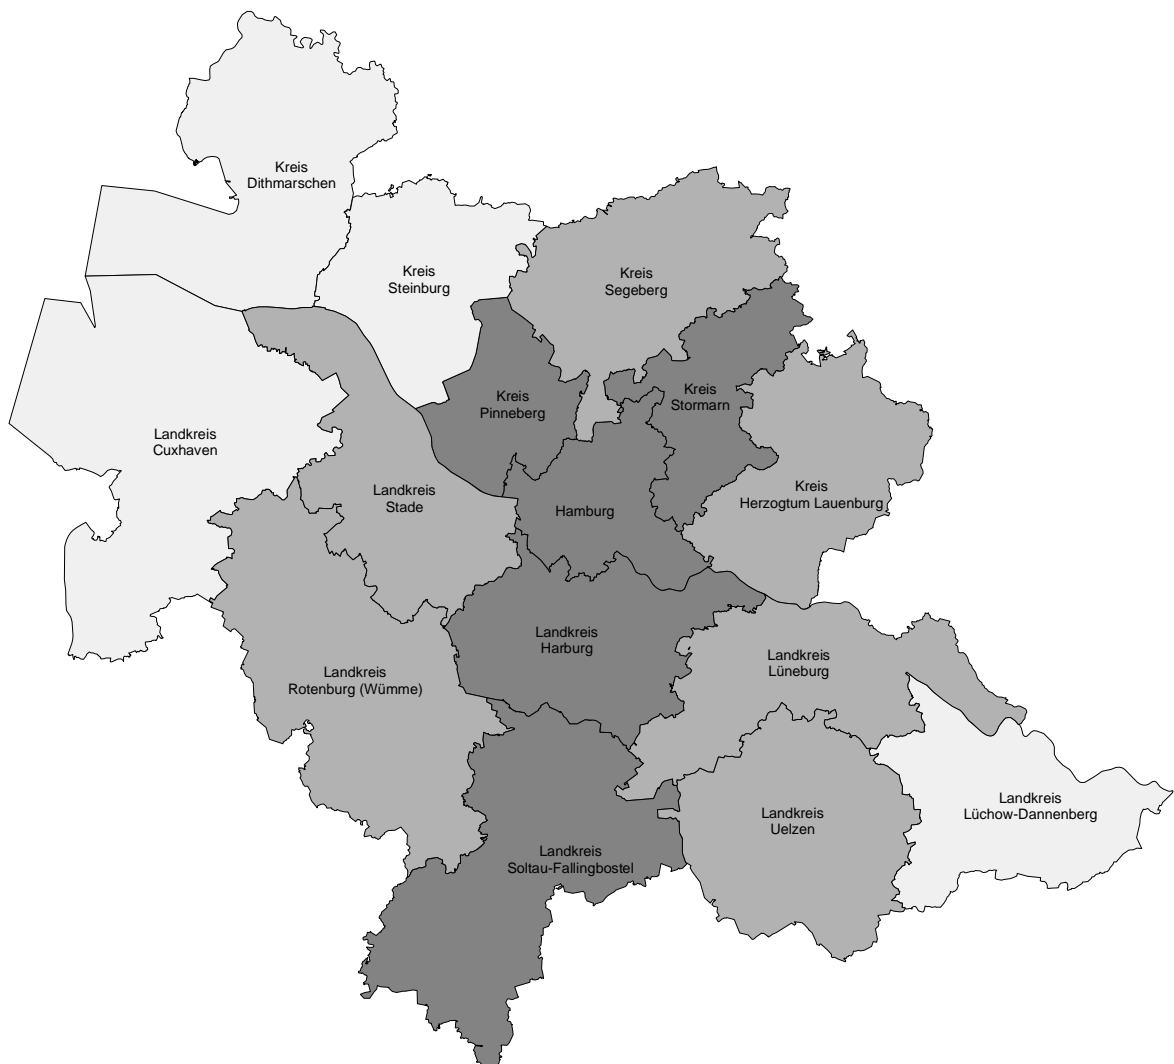 Kreis
Dithmarschen
Kreis
Steinburg
Kreis
Segeberg
Kreis
Pinneberg
Kreis
Stormarn
Landkreis
Cuxhaven
Landkreis
Stade
Hamburg
Kreis
Herzogtum Lauenburg
Landkreis
Harburg
Landkreis
Lüneburg
Landkreis
Rotenburg (Wümme)
Landkreis
Uelzen
Landkreis
Lüchow-Dannenberg
Landkreis
Soltau-Fallingbostel